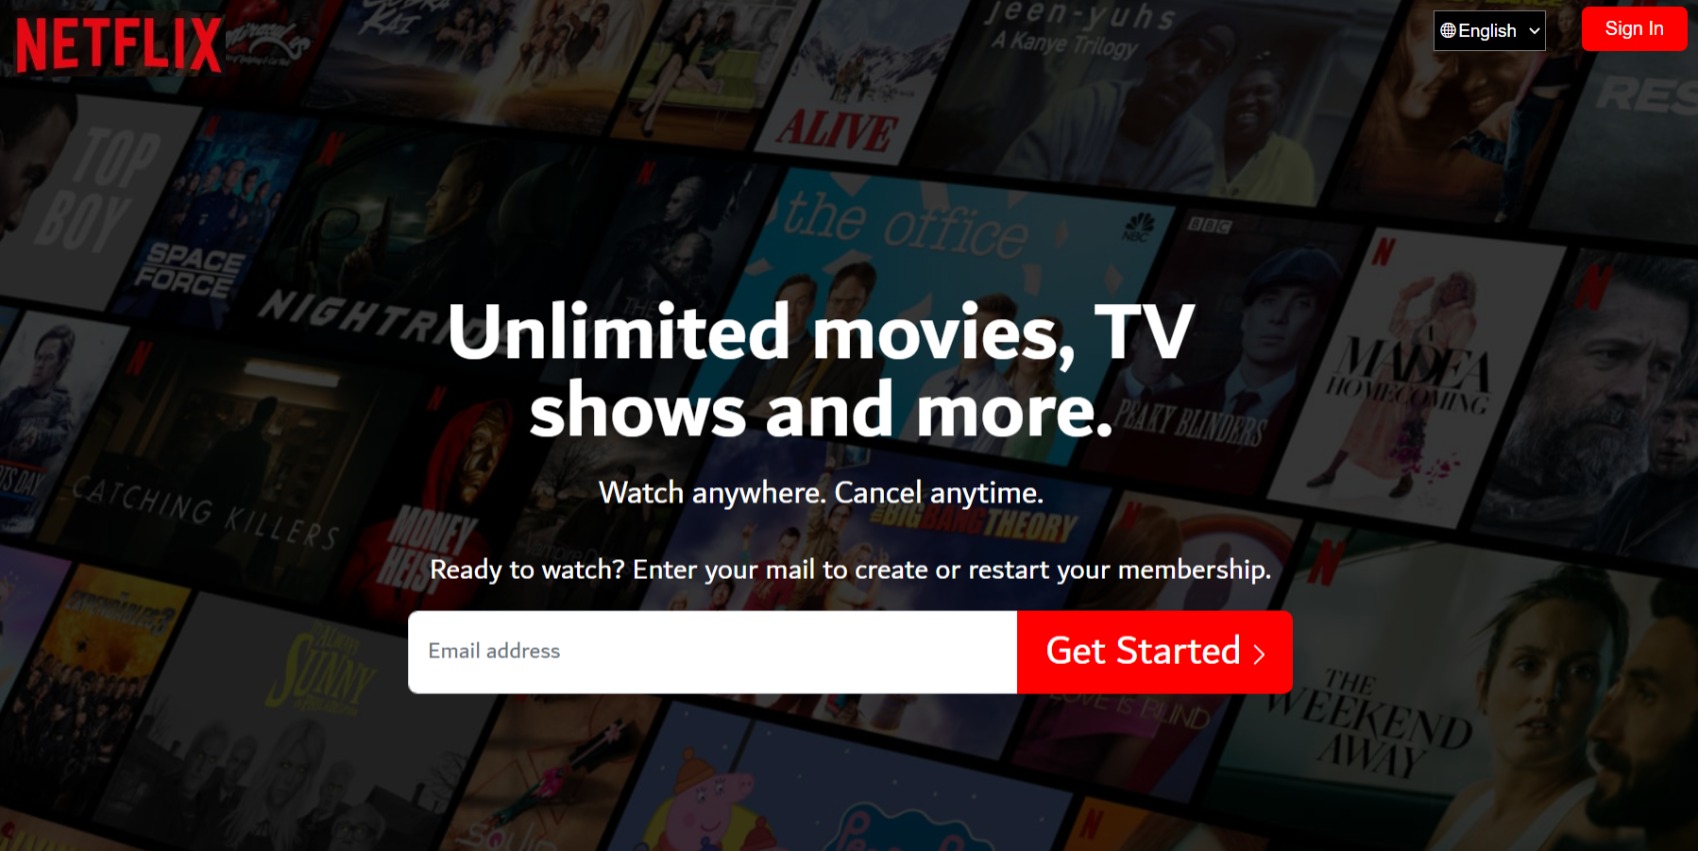 NETFLIX
English
Sign In
COBRA KAI
jeen-yuhs
A Kanye Trilogy
ALIVE
TOP
BOY
SPACE
FORCE
the office
NBC
BBC
Unlimited movies, TV
shows and more.
A
MADEA
HOMECOMING
PEAKY BLINDERS
CATCHING KILLERS
MONEY
HEIST
BIG BANG THEORY
Watch anywhere. Cancel anytime.
Ready to watch? Enter your mail to create or restart your membership.
Email address
Get Started
ALWAYS
SUNNY
LOVE IS BLIND
THE
WEEKEND
AWAY